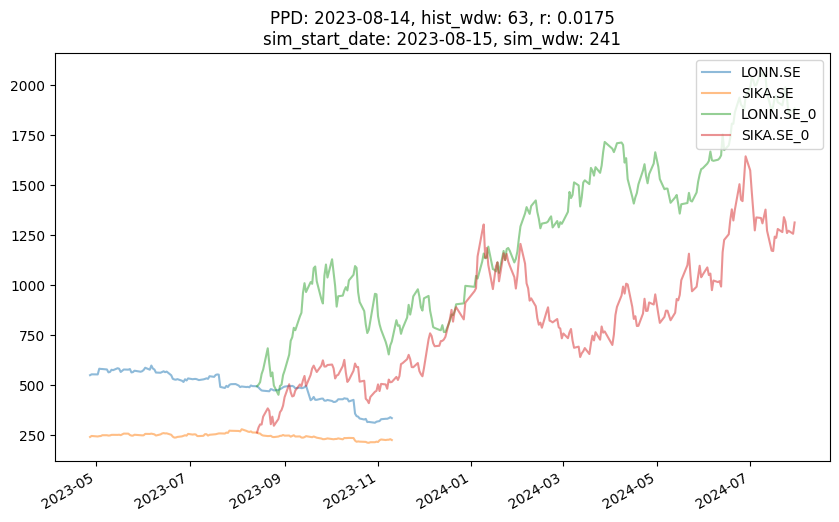 PPD: 2023-08-14, hist_wdw: 63, r: 0.0175
sim_start_date: 2023-08-15, sim_wdw: 241
LONN.SE
SIKA.SE
LONN.SE_0
SIKA.SE_0
2000
1750
1500
1250
1000
750
500
250
2023-05
2023-07
2023-09
2023-11
2024-01
2024-03
2024-05
2024-07